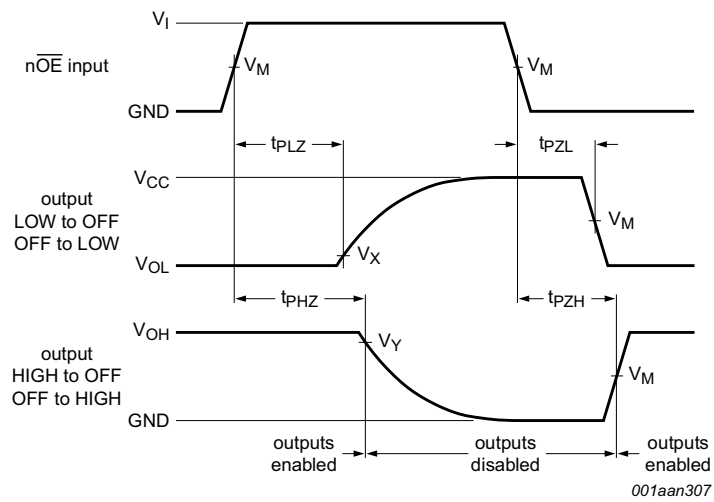 V_I
nOE input
V_M
V_M
GND
t_PLZ
t_PZL
V_CC
output
LOW to OFF
OFF to LOW
V_M
V_X
V_OL
t_PHZ
t_PZH
V_OH
output
HIGH to OFF
OFF to HIGH
V_Y
V_M
GND
outputs
enabled
outputs
disabled
outputs
enabled
001aan307